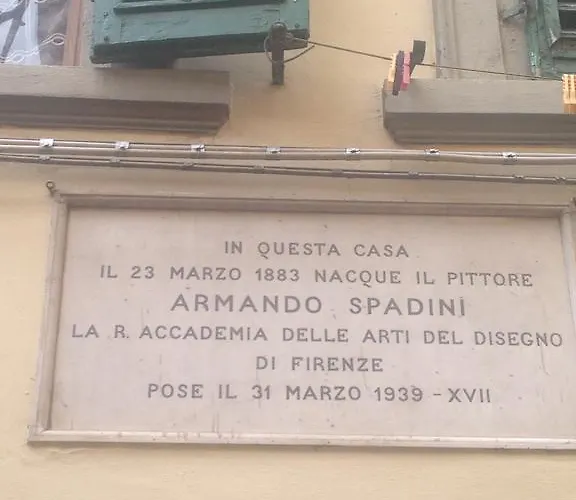 IN QUESTA CASA
IL 23 MARZO 1883 NACQUE IL PITTORE
ARMANDO SPADINI
LA R. ACCADEMIA DELLE ARTI DEL DISEGNO
DI FIRENZE
POSE IL 31 MARZO 1939 - XVII